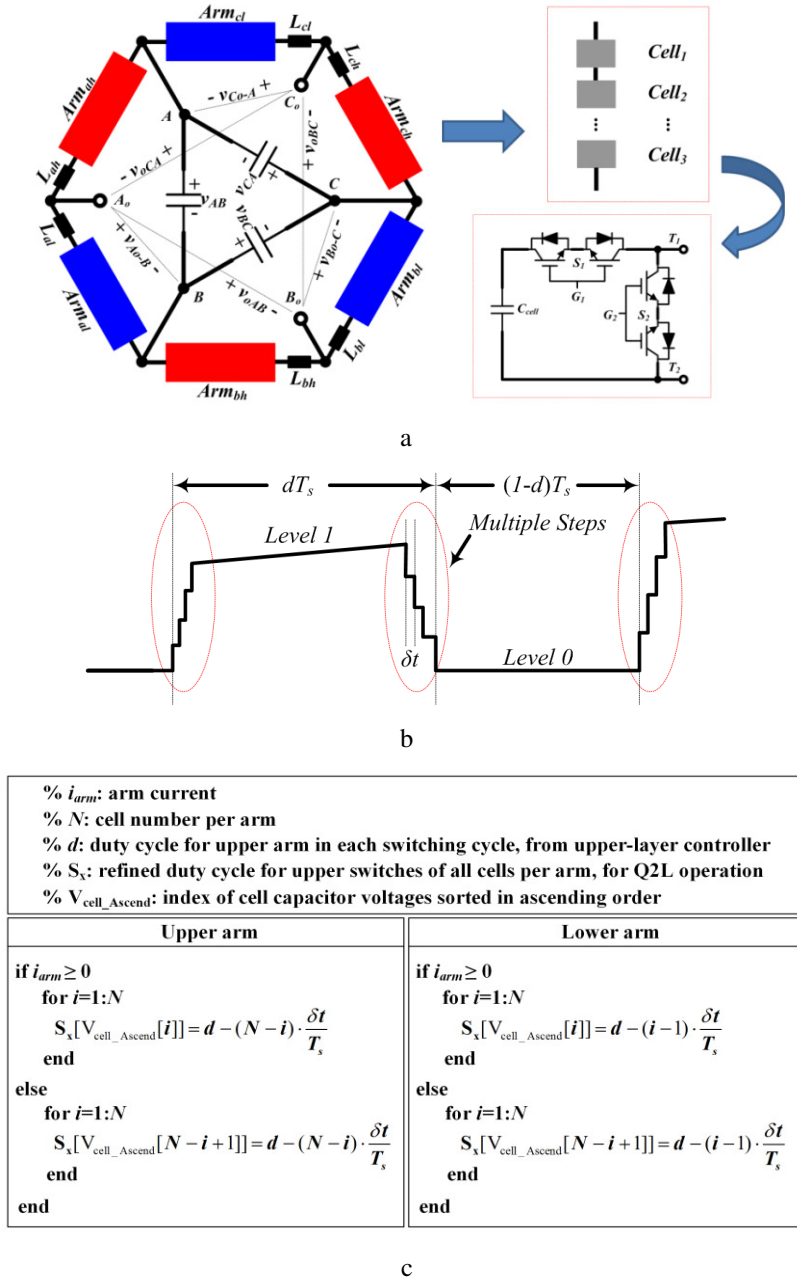 Arm_cl L_cl
L_ch
Arm_ah
- v_Co-A +
C_o
Arm_ch
A
- v_oCA +
- v_oBC +
L_ah
v_CA
- +
+ v_AB -
A_o
C
v_BC
+ -
L_al
+ v_Ao-B -
+ v_Bo-C -
+ v_oAB -
B
B_o
Arm_al
Arm_bl
L_bl
Arm_bh
L_bh
Cell_1
Cell_2
⋮ ⋮
Cell_3
S_1
T_1
G_1
C_cell
G_2 S_2
T_2
a
dT_s (1-d)T_s
Level 1
Multiple Steps
δt
Level 0
b
% i_arm: arm current
% N: cell number per arm
% d: duty cycle for upper arm in each switching cycle, from upper-layer controller
% S_x: refined duty cycle for upper switches of all cells per arm, for Q2L operation
% V_cell_Ascend: index of cell capacitor voltages sorted in ascending order
Upper arm
if i_arm ≥ 0
for i=1:N
S_x[V_cell_Ascend[i]] = d − (N − i) · δt/T_s
end
else
for i=1:N
S_x[V_cell_Ascend[N − i + 1]] = d − (N − i) · δt/T_s
end
end
Lower arm
if i_arm ≥ 0
for i=1:N
S_x[V_cell_Ascend[i]] = d − (i − 1) · δt/T_s
end
else
for i=1:N
S_x[V_cell_Ascend[N − i + 1]] = d − (i − 1) · δt/T_s
end
end
c